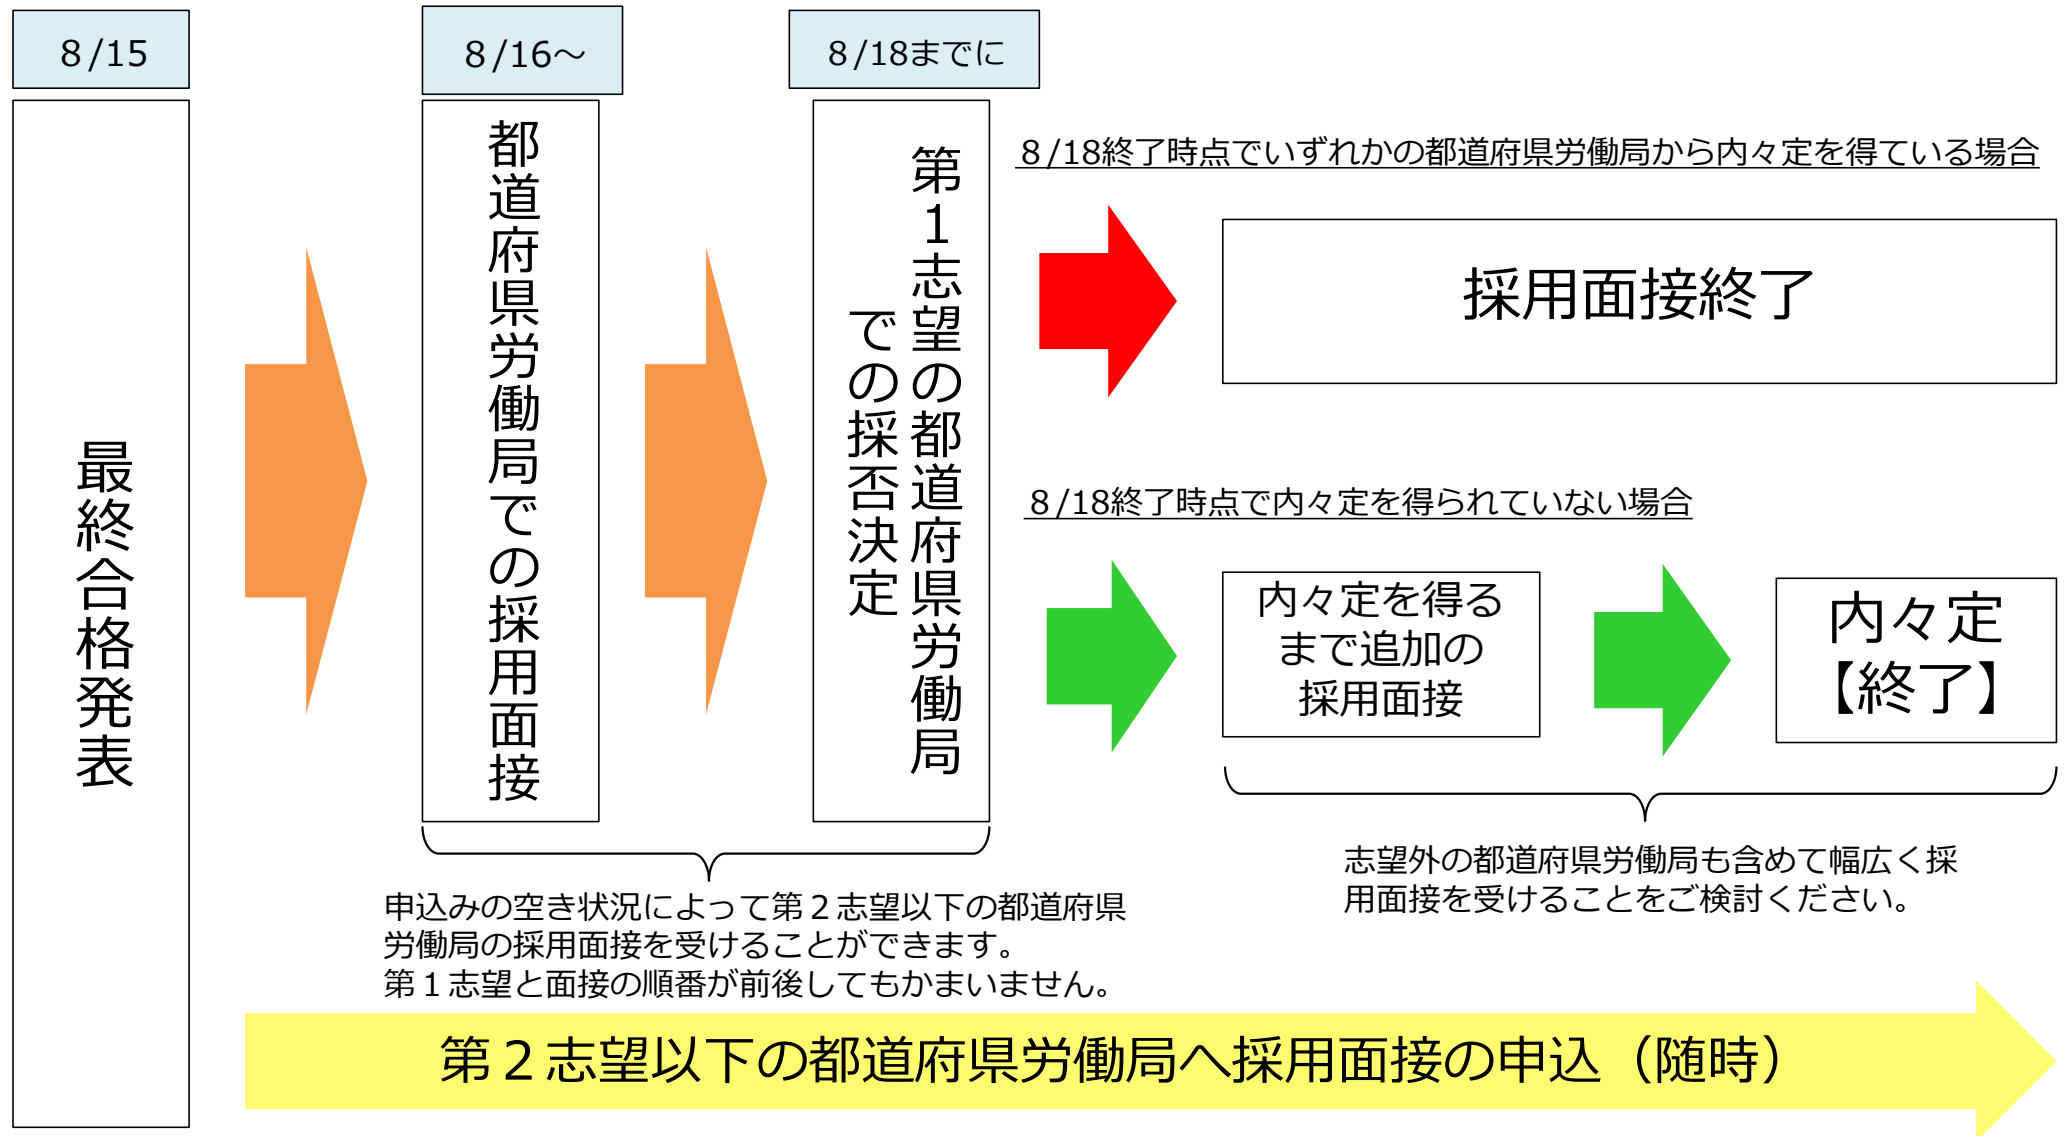 ８/15
最終合格発表
８/16～
都道府県労働局での採用面接
８/18までに
第１志望の都道府県労働局
での採否決定
８/18終了時点でいずれかの都道府県労働局から内々定を得ている場合
採用面接終了
８/18終了時点で内々定を得られていない場合
内々定を得る
まで追加の
採用面接
内々定
【終了】
志望外の都道府県労働局も含めて幅広く採
用面接を受けることをご検討ください。
申込みの空き状況によって第２志望以下の都道府県
労働局の採用面接を受けることができます。
第１志望と面接の順番が前後してもかまいません。
第２志望以下の都道府県労働局へ採用面接の申込（随時）